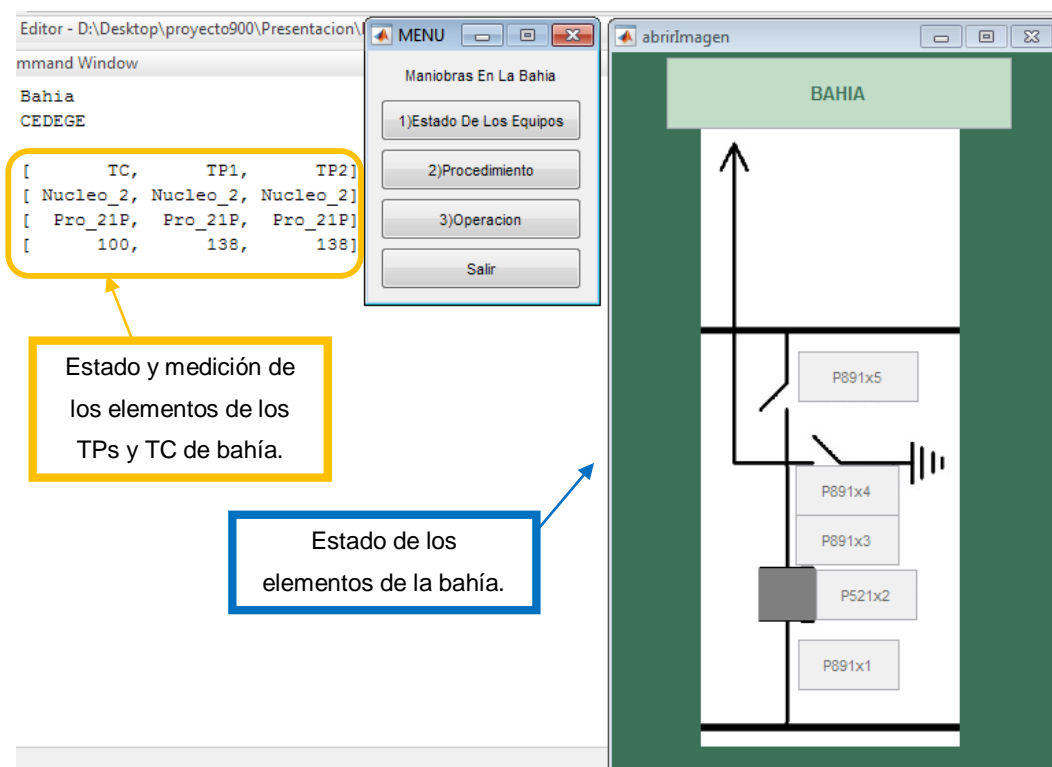 Editor - D:\Desktop\proyecto900\Presentacion\
mmand Window
Bahia
CEDEGE
[ TC, TP1, TP2]
[ Nucleo_2, Nucleo_2, Nucleo_2]
[ Pro_21P, Pro_21P, Pro_21P]
[ 100, 138, 138]
Estado y medición de
los elementos de los
TPs y TC de bahía.
Estado de los
elementos de la bahía.
MENU
Maniobras En La Bahia
1)Estado De Los Equipos
2)Procedimiento
3)Operacion
Salir
abrirImagen
BAHIA
P891x5
P891x4
P891x3
P521x2
P891x1